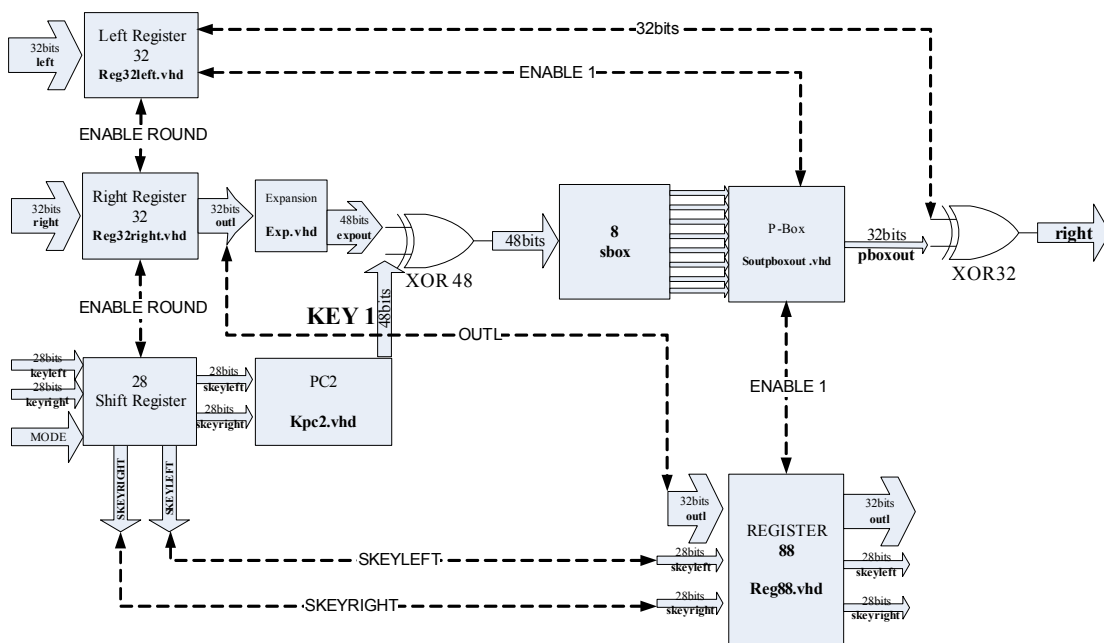 32bits
left
Left Register
32
Reg32left.vhd
32bits
ENABLE 1
ENABLE ROUND
32bits
right
Right Register
32
Reg32right.vhd
32bits
outl
Expansion
Exp.vhd
48bits
expout
XOR 48
48bits
8
sbox
P-Box
Soutpboxout .vhd
32bits
pboxout
XOR32
right
ENABLE ROUND
KEY 1
48bits
OUTL
ENABLE 1
28bits
keyleft
28bits
keyright
MODE
28
Shift Register
28bits
skeyleft
28bits
skeyright
PC2
Kpc2.vhd
SKEYRIGHT
SKEYLEFT
32bits
outl
28bits
skeyleft
28bits
skeyright
REGISTER
88
Reg88.vhd
32bits
outl
28bits
skeyleft
28bits
skeyright
SKEYLEFT
SKEYRIGHT